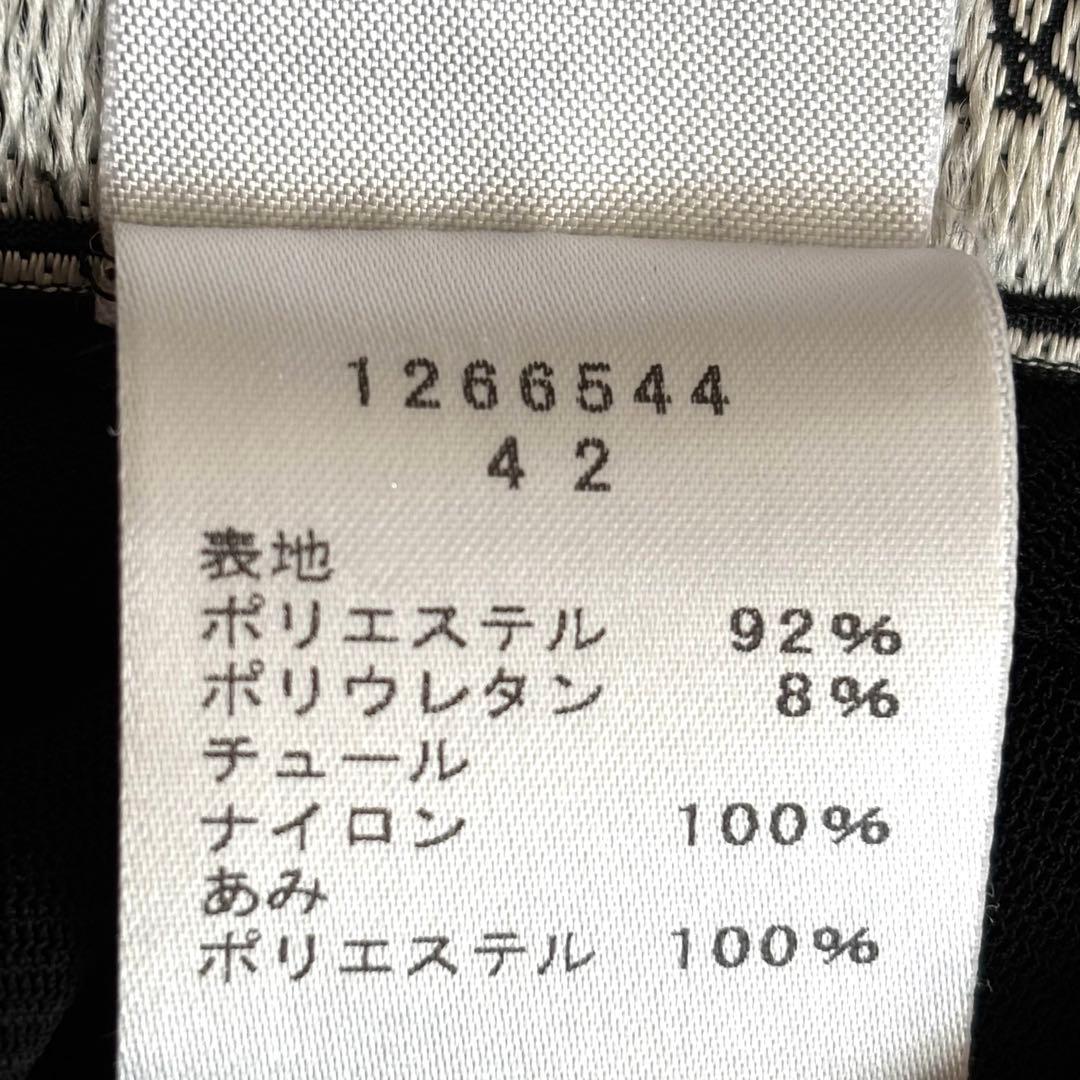 1266544
42
表地
ポリエステル 92%
ポリウレタン 8%
チュール
ナイロン 100%
あみ
ポリエステル 100%